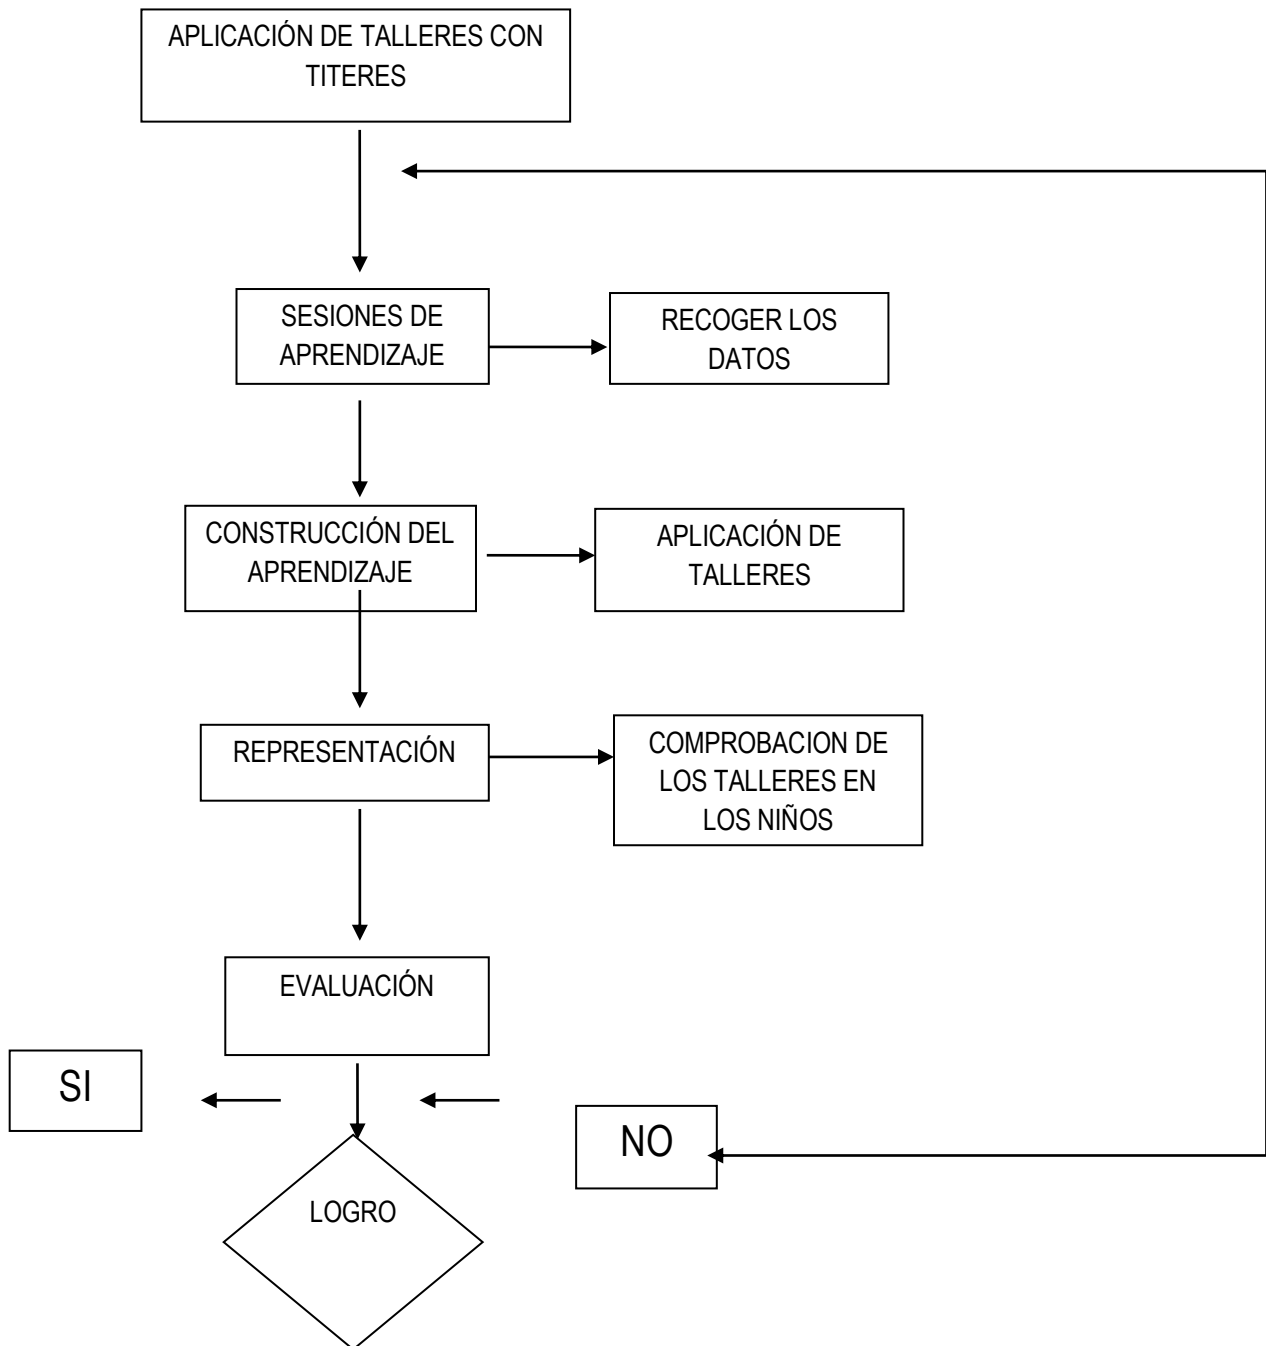 APLICACIÓN DE TALLERES CON
TITERES
SESIONES DE
APRENDIZAJE
RECOGER LOS
DATOS
CONSTRUCCIÓN DEL
APRENDIZAJE
APLICACIÓN DE
TALLERES
REPRESENTACIÓN
COMPROBACION DE
LOS TALLERES EN
LOS NIÑOS
EVALUACIÓN
SI
NO
LOGRO